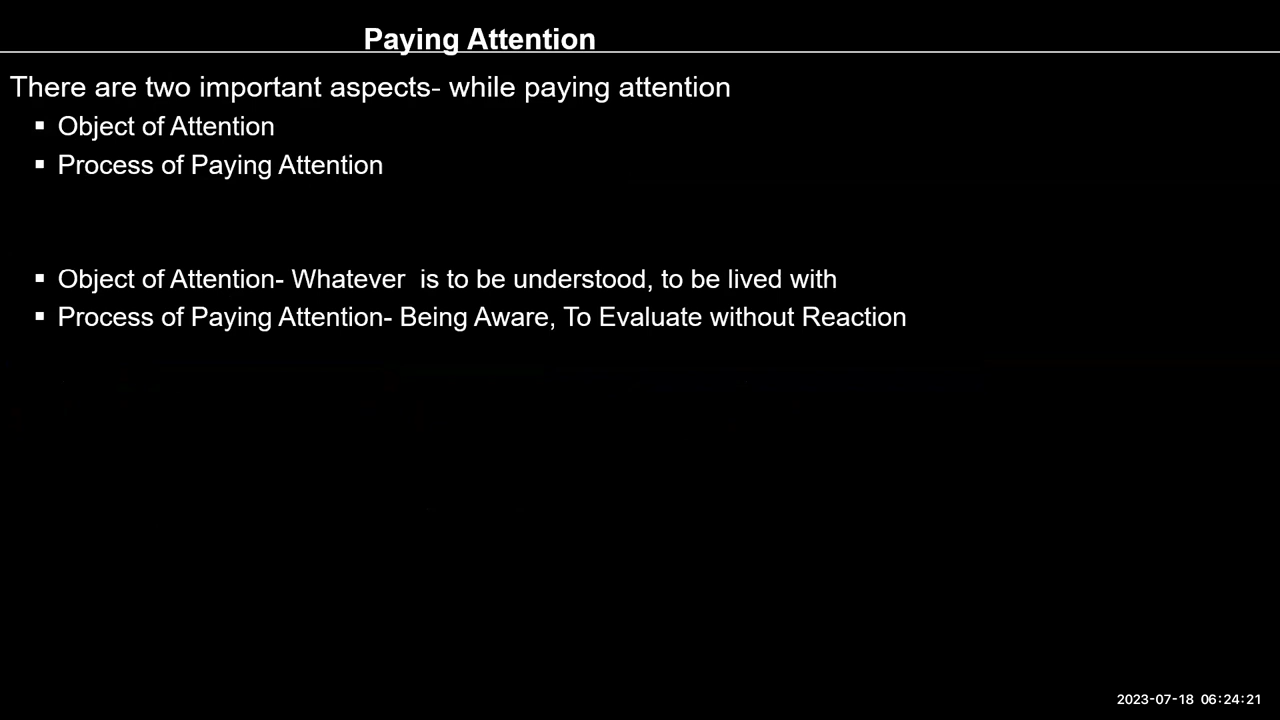 Paying Attention
There are two important aspects- while paying attention
▪ Object of Attention
▪ Process of Paying Attention
▪ Object of Attention- Whatever  is to be understood, to be lived with
▪ Process of Paying Attention- Being Aware, To Evaluate without Reaction
2023-07-18 06:24:21